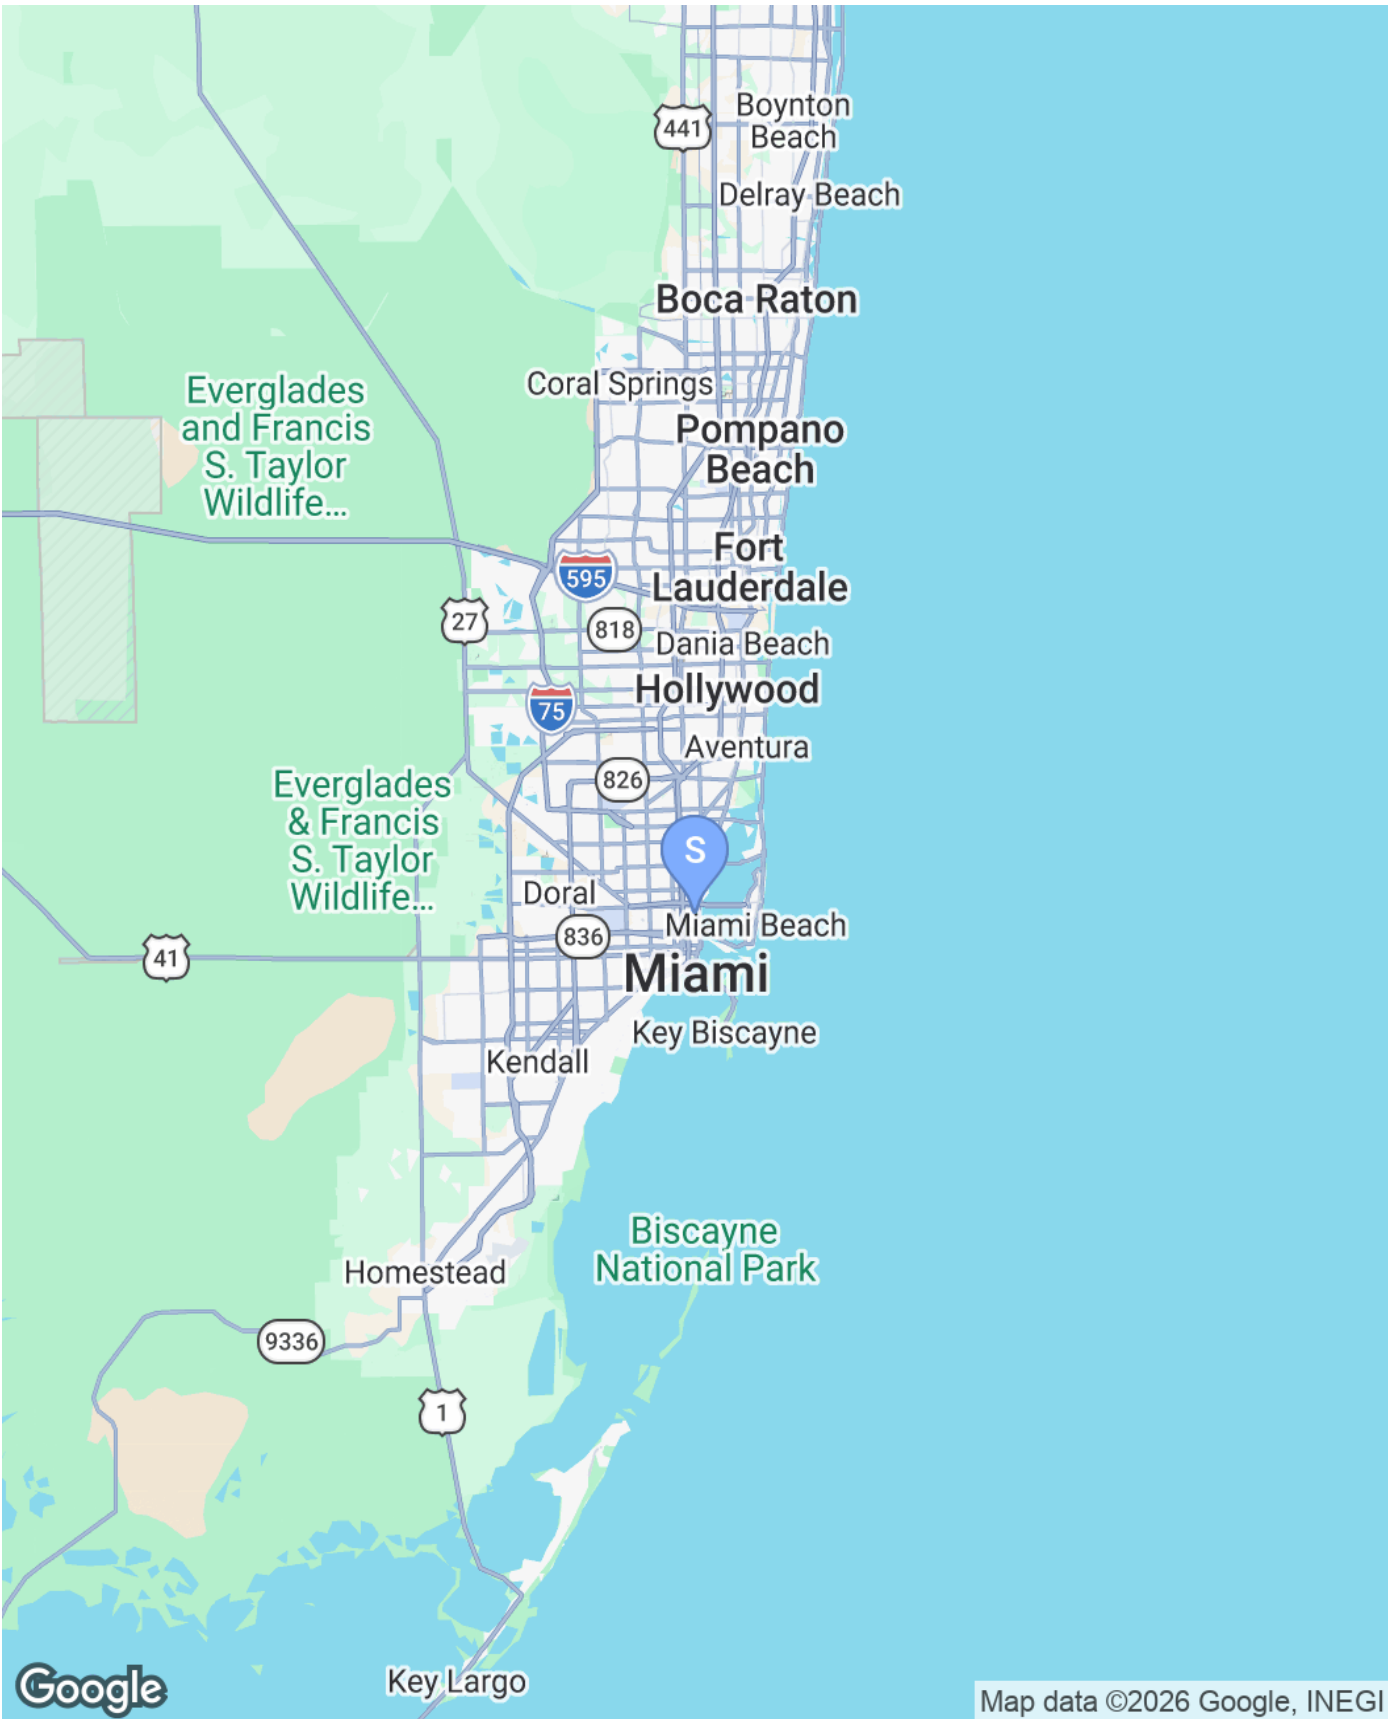 441
Boynton
Beach
Delray Beach
Boca Raton
Coral Springs
Everglades
and Francis
S. Taylor
Wildlife...
Pompano
Beach
Fort
Lauderdale
595
27
818
Dania Beach
Hollywood
75
Aventura
826
Everglades
& Francis
S. Taylor
Wildlife...
S
Doral
Miami Beach
836
41
Miami
Key Biscayne
Kendall
Biscayne
National Park
Homestead
9336
1
Key Largo
Google
Map data ©2026 Google, INEGI